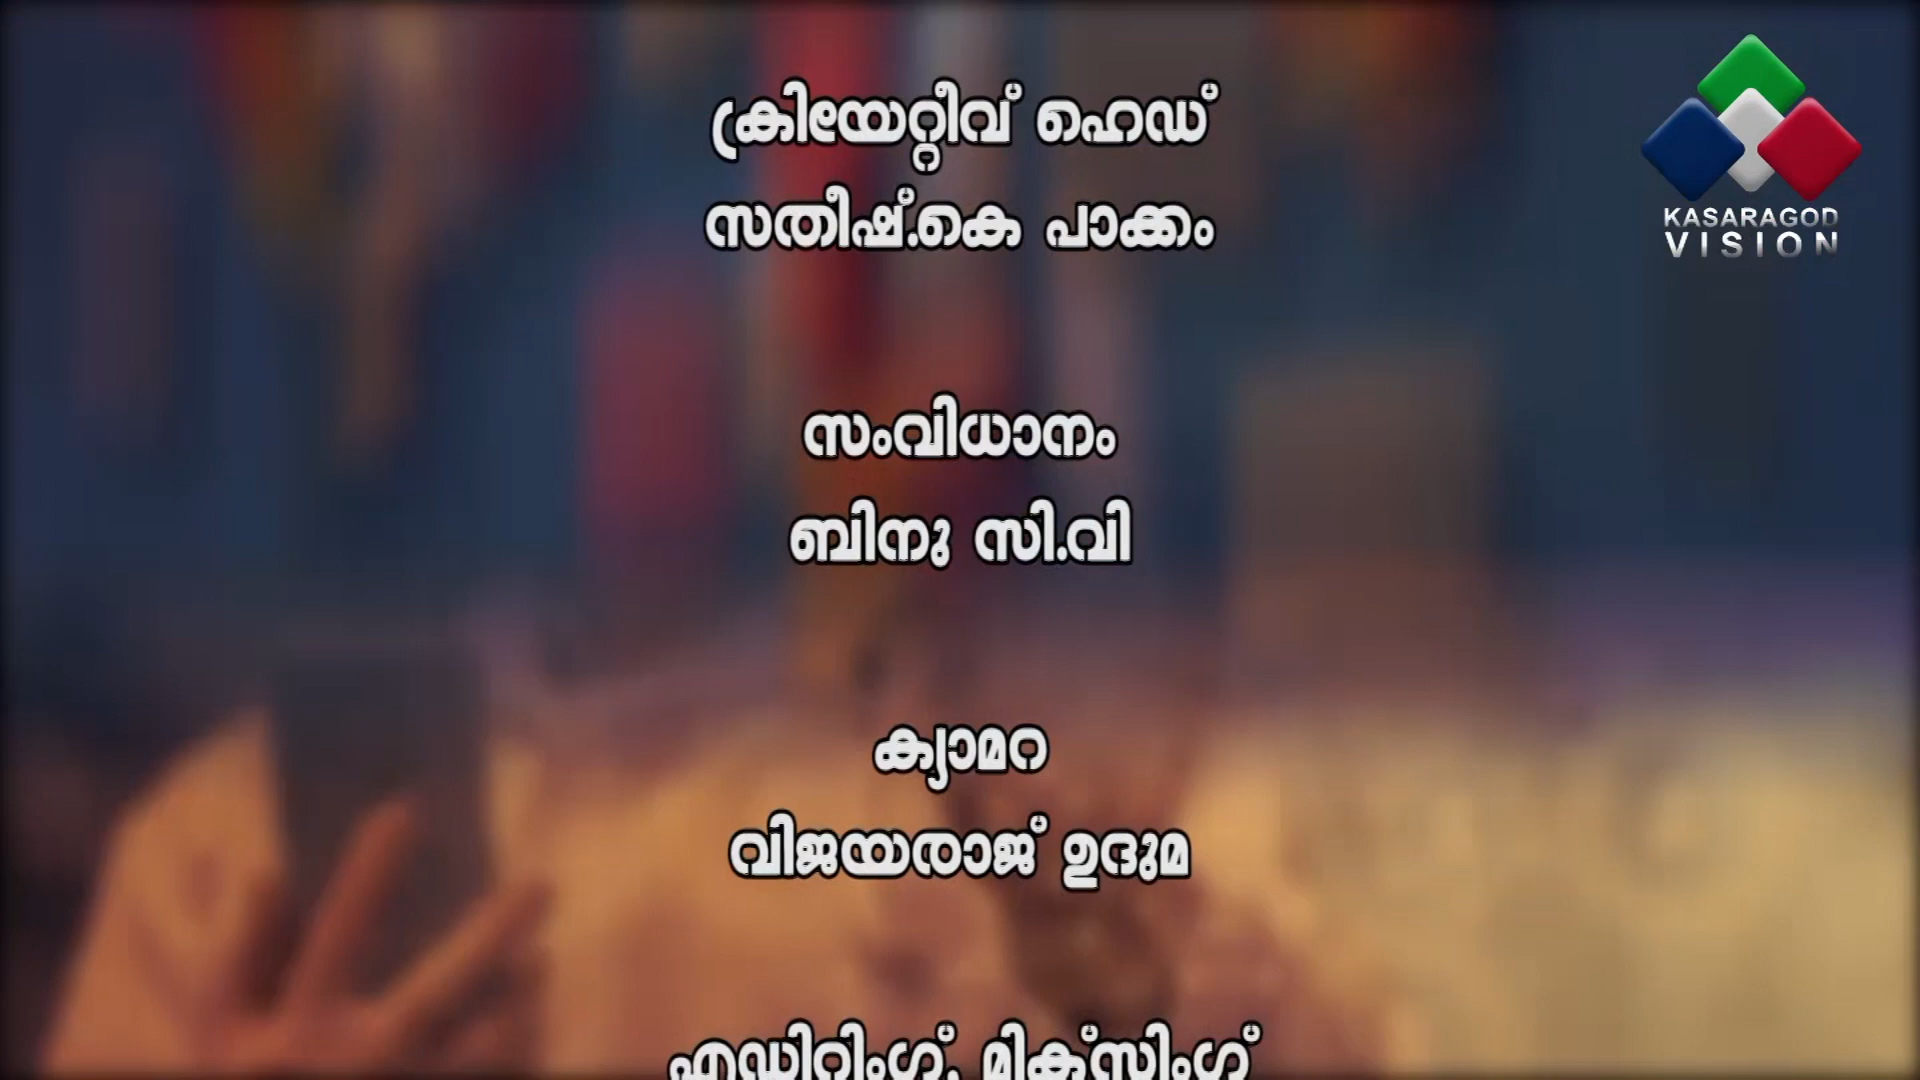 ക്രിയേറ്റീവ് ഹെഡ്
സതീഷ്.കെ പാക്കം
KASARAGOD
VISION
സംവിധാനം
ബിനു സി.വി
ക്യാമറ
വിജയരാജ് ഉദുമ
എഡിറ്റിംഗ്, മിക്സിംഗ്